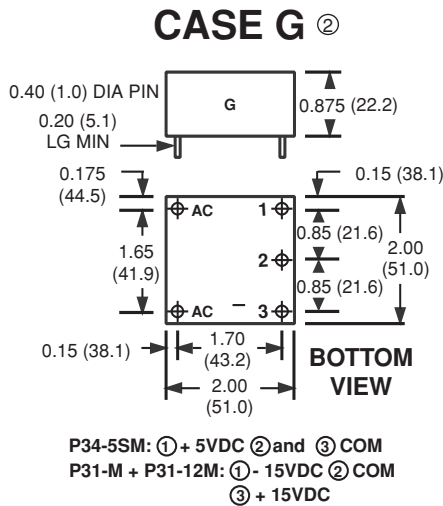 CASE G ②
0.40 (1.0) DIA PIN
G
0.875 (22.2)
0.20 (5.1)
LG MIN
0.175
(44.5)
0.15 (38.1)
AC
1
0.85 (21.6)
1.65
(41.9)
2
2.00
(51.0)
0.85 (21.6)
AC
3
0.15 (38.1)
1.70
(43.2)
BOTTOM
VIEW
2.00
(51.0)
P34-5SM: ① + 5VDC ② and ③ COM
P31-M + P31-12M: ① - 15VDC ② COM
③ + 15VDC